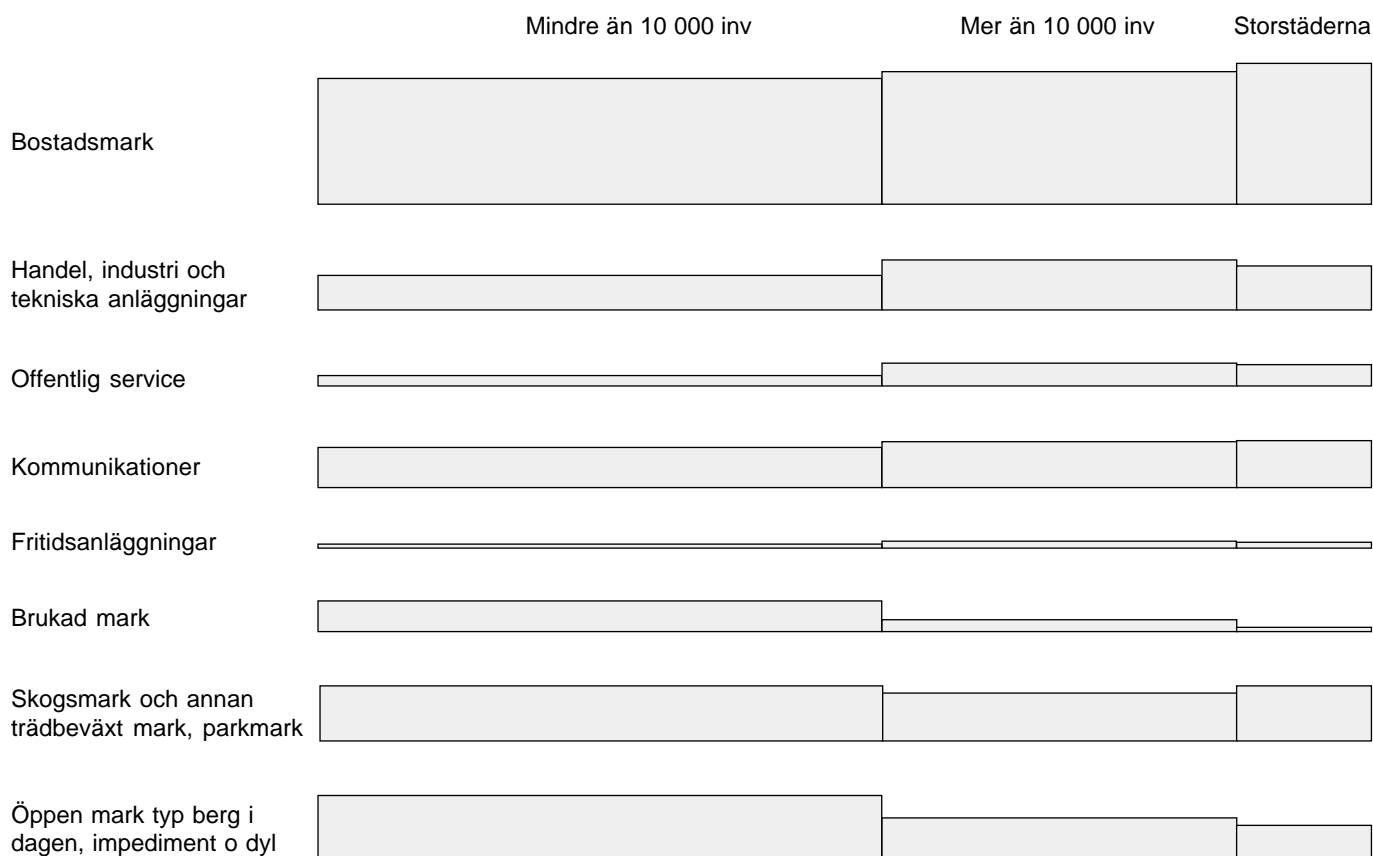 Mindre än 10 000 inv Mer än 10 000 inv Storstäderna
Bostadsmark
Handel, industri och
tekniska anläggningar
Offentlig service
Kommunikationer
Fritidsanläggningar
Brukad mark
Skogsmark och annan
trädbeväxt mark, parkmark
Öppen mark typ berg i
dagen, impediment o dyl